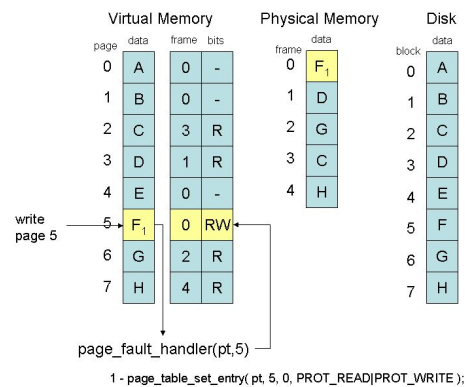 Virtual Memory Physical Memory Disk
page data frame bits frame data block data
0 A 0 - 0 F1 0 A
1 B 0 - 1 D 1 B
2 C 3 R 2 G 2 C
3 D 1 R 3 C 3 D
4 E 0 - 4 H 4 E
write page 5
5 F1 0 RW 5 F
6 G 2 R 6 G
7 H 4 R 7 H
page_fault_handler(pt,5)
1 - page_table_set_entry( pt, 5, 0, PROT_READ|PROT_WRITE );